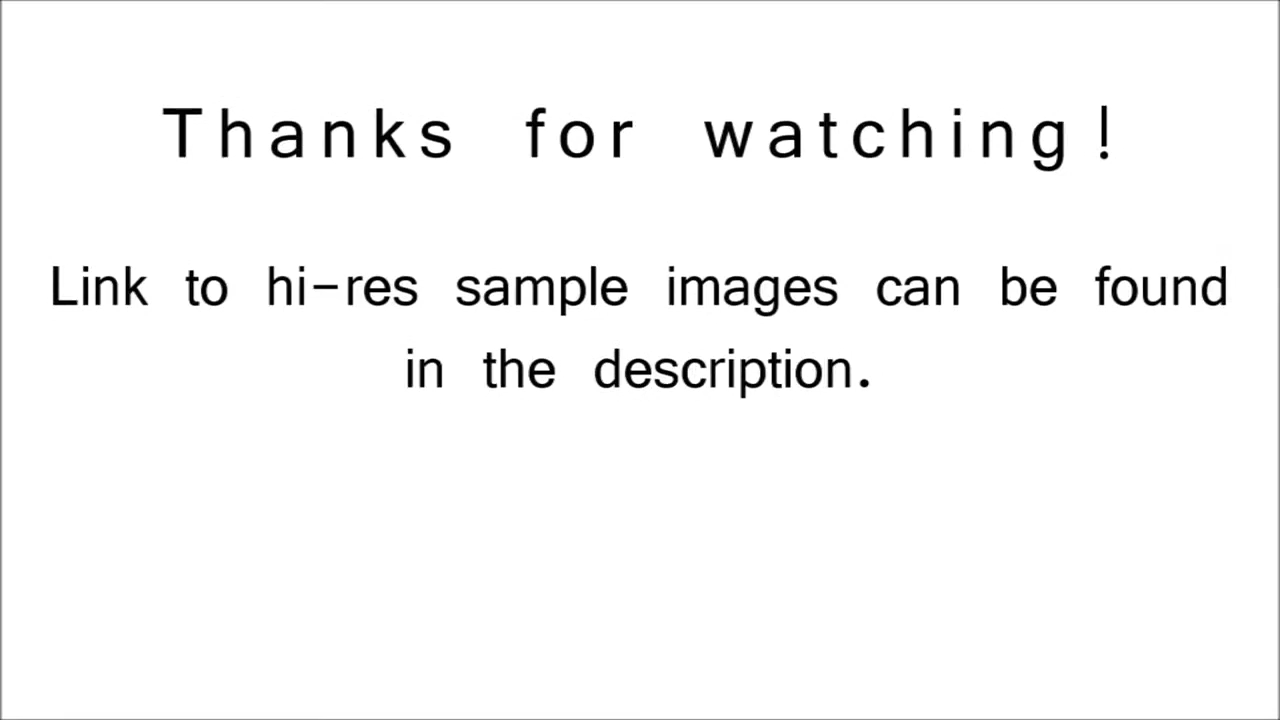 Thanks for watching!
Link to hi-res sample images can be found
in the description.